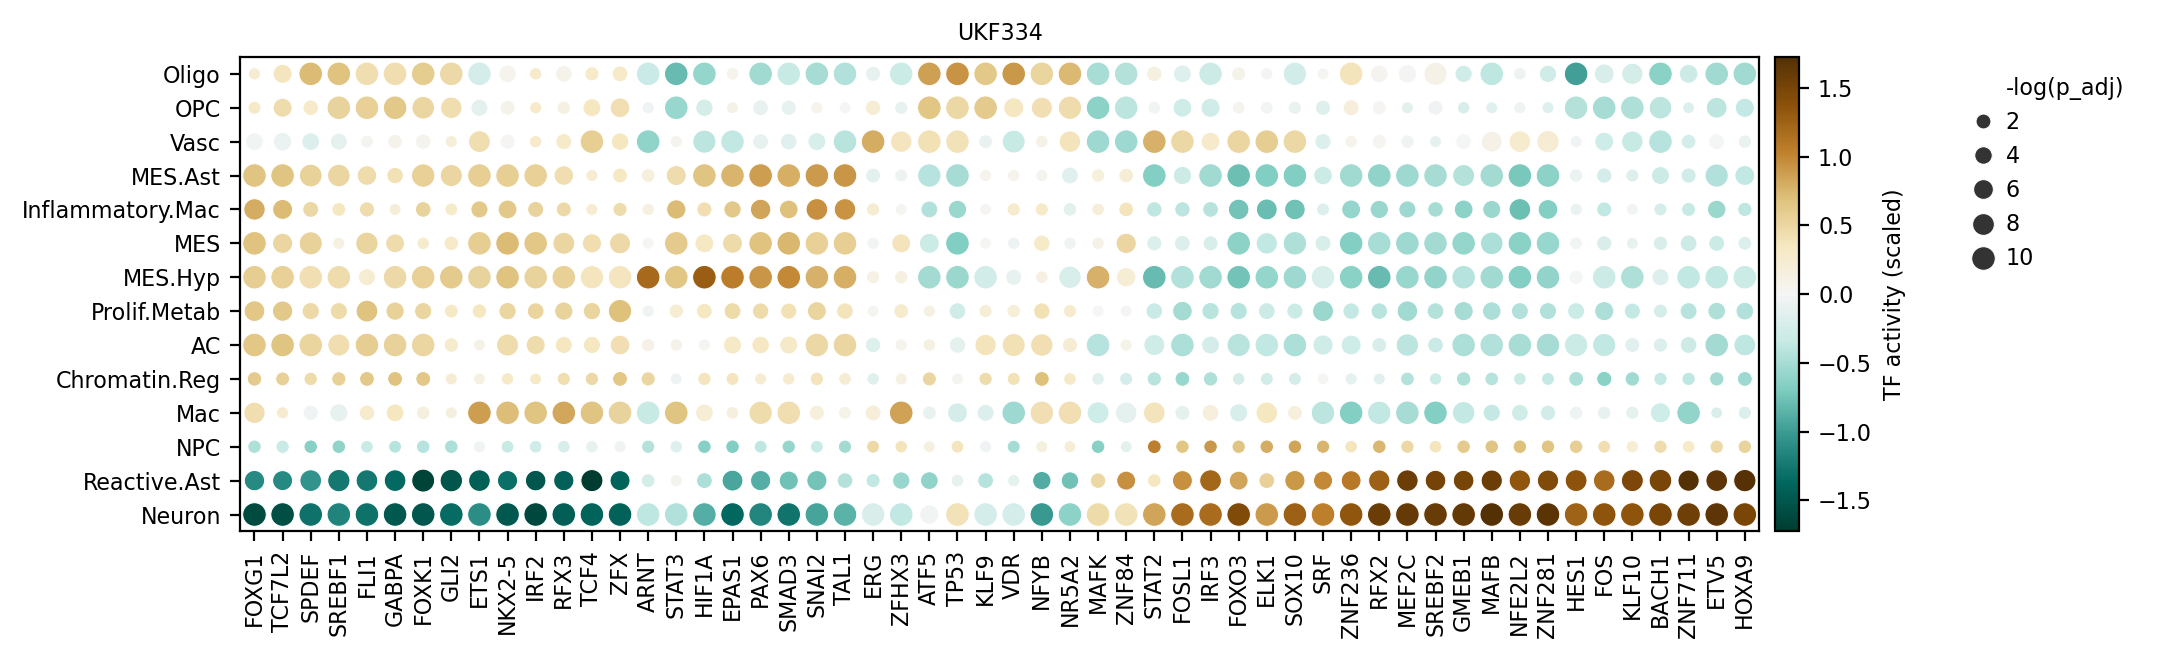 UKF334
Oligo
OPC
Vasc
MES.Ast
Inflammatory.Mac
MES
MES.Hyp
Prolif.Metab
AC
Chromatin.Reg
Mac
NPC
Reactive.Ast
Neuron
FOXG1
TCF7L2
SPDEF
SREBF1
FLI1
GABPA
FOXK1
GLI2
ETS1
NKX2-5
IRF2
RFX3
TCF4
ZFX
ARNT
STAT3
HIF1A
EPAS1
PAX6
SMAD3
SNAI2
TAL1
ERG
ZFHX3
ATF5
TP53
KLF9
VDR
NFYB
NR5A2
MAFK
ZNF84
STAT2
FOSL1
IRF3
FOXO3
ELK1
SOX10
SRF
ZNF236
RFX2
MEF2C
SREBF2
GMEB1
MAFB
NFE2L2
ZNF281
HES1
FOS
KLF10
BACH1
ZNF711
ETV5
HOXA9
1.5
1.0
0.5
0.0
−0.5
−1.0
−1.5
TF activity (scaled)
-log(p_adj)
2
4
6
8
10